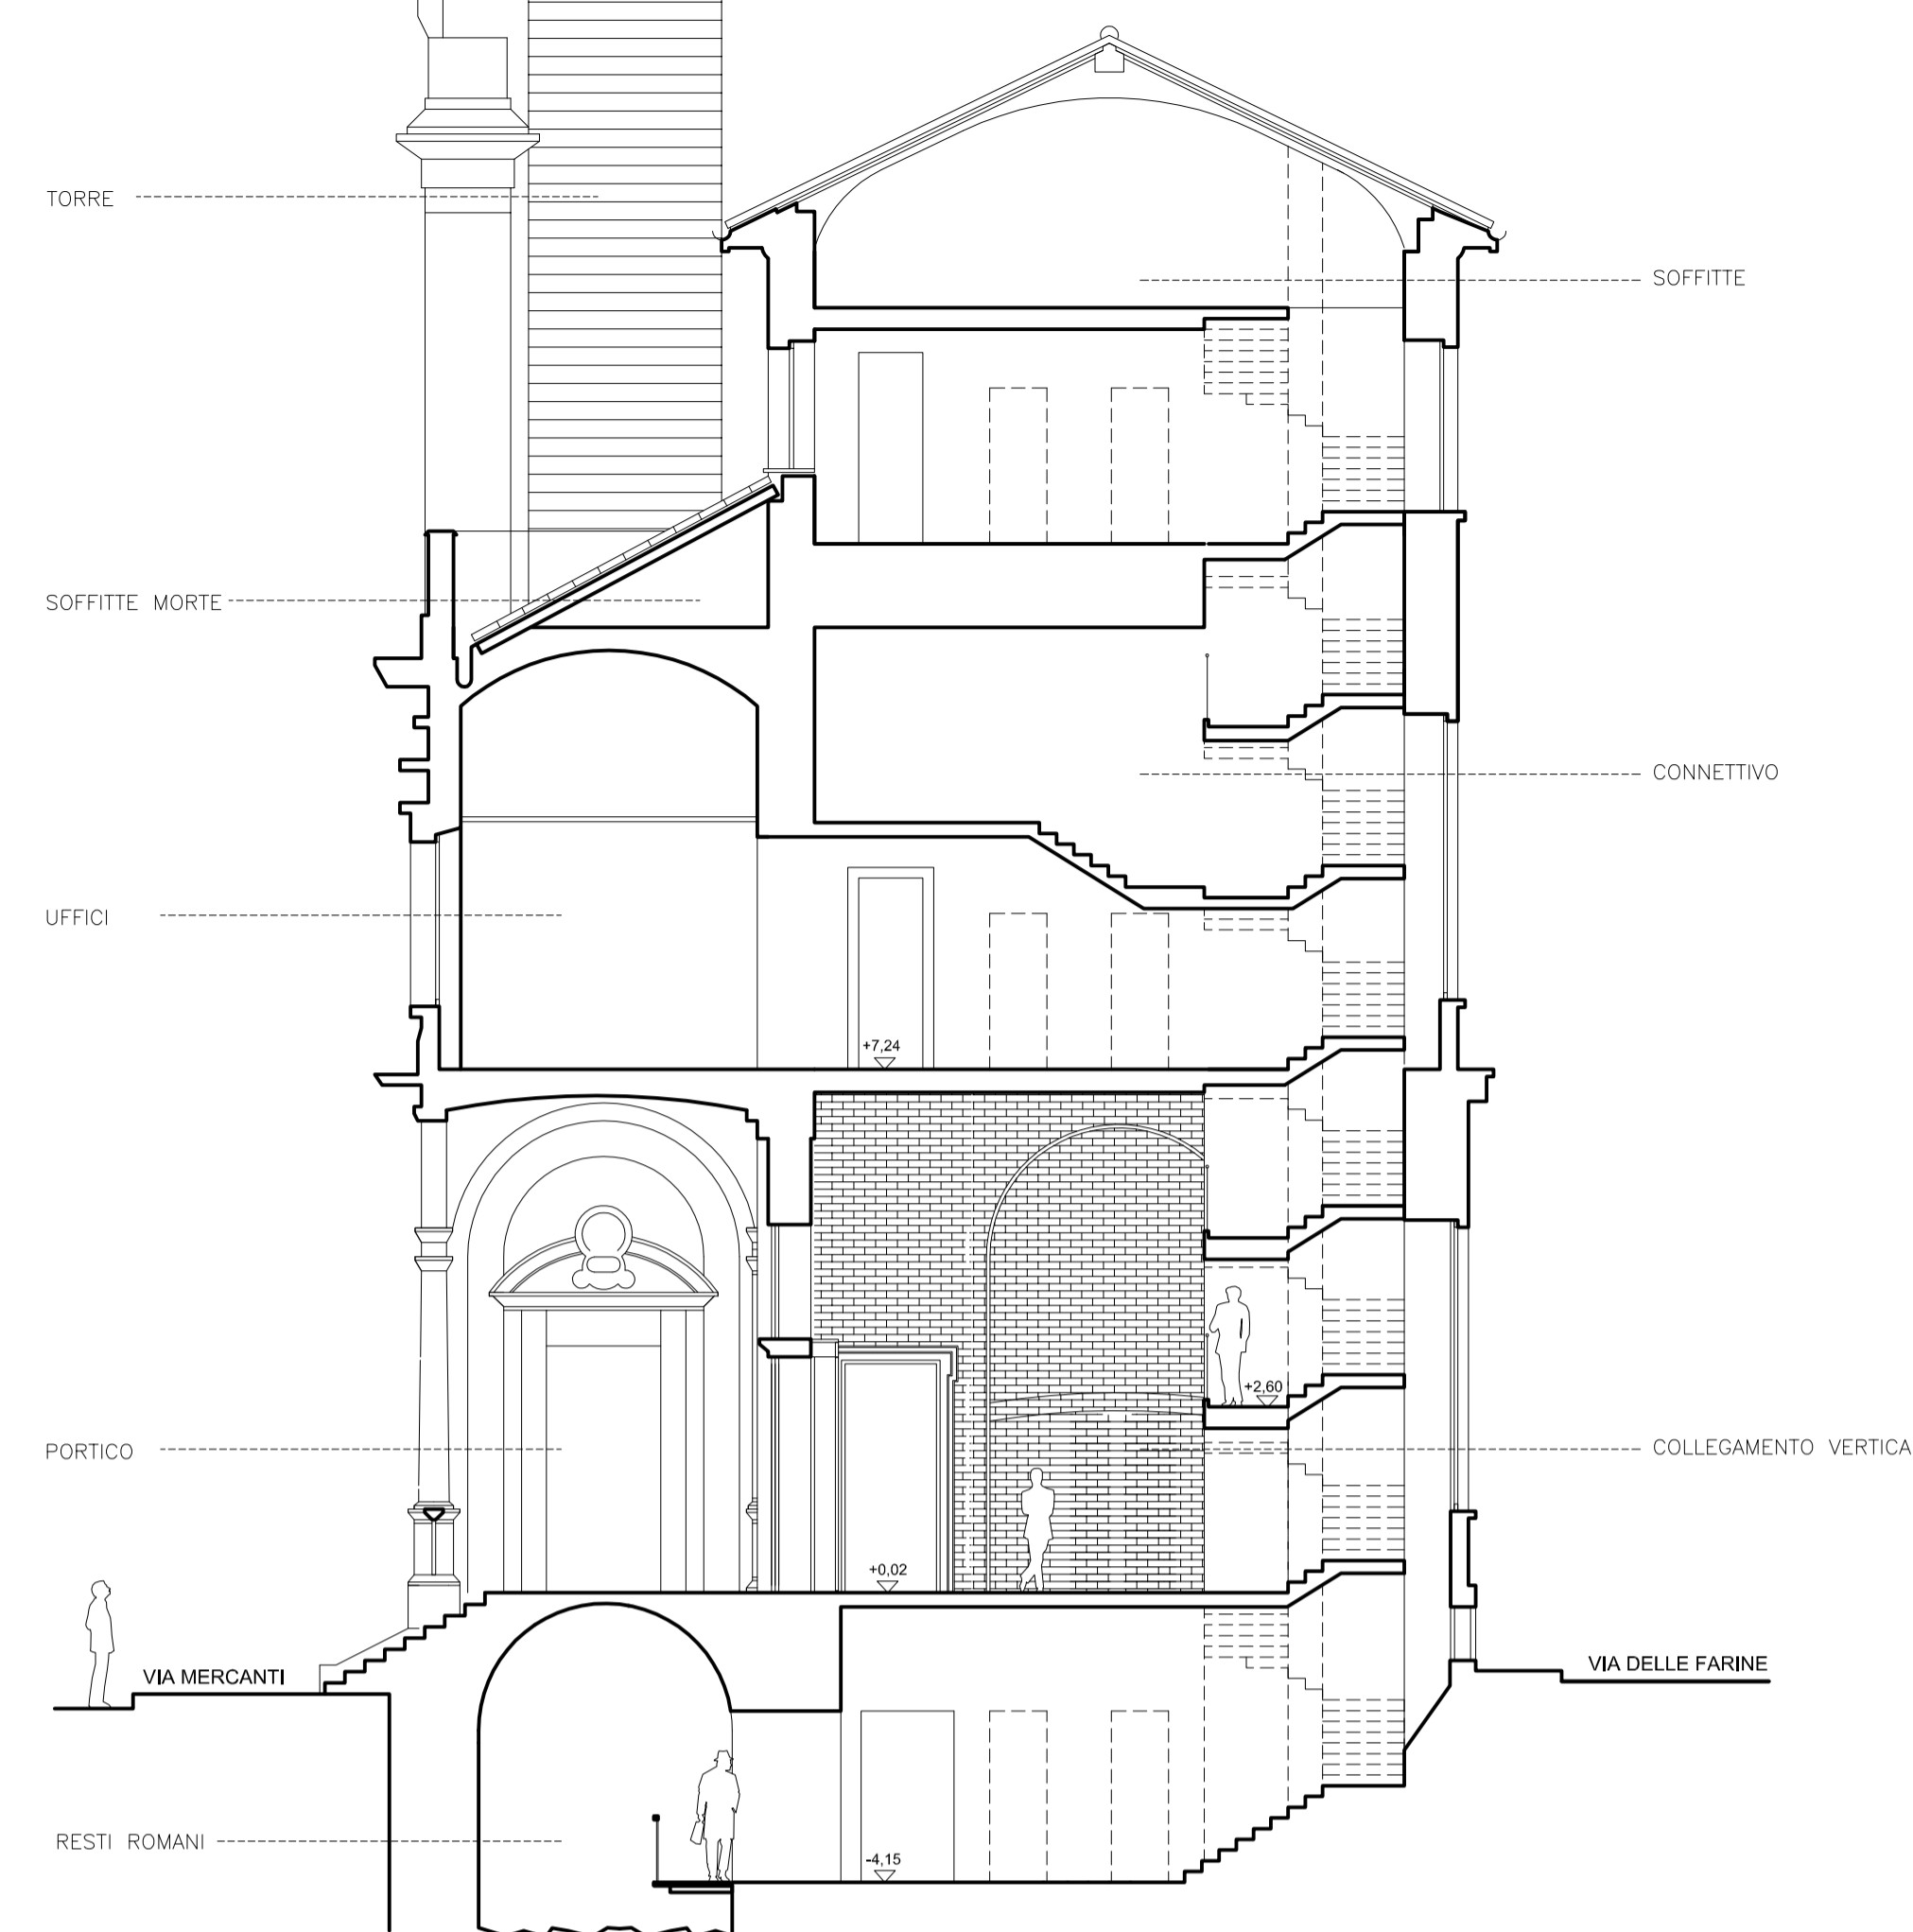 TORRE
SOFFITTE
SOFFITTE MORTE
CONNETTIVO
UFFICI
+7,24
+2,60
PORTICO
COLLEGAMENTO VERTICA
+0,02
VIA MERCANTI
VIA DELLE FARINE
RESTI ROMANI
-4,15